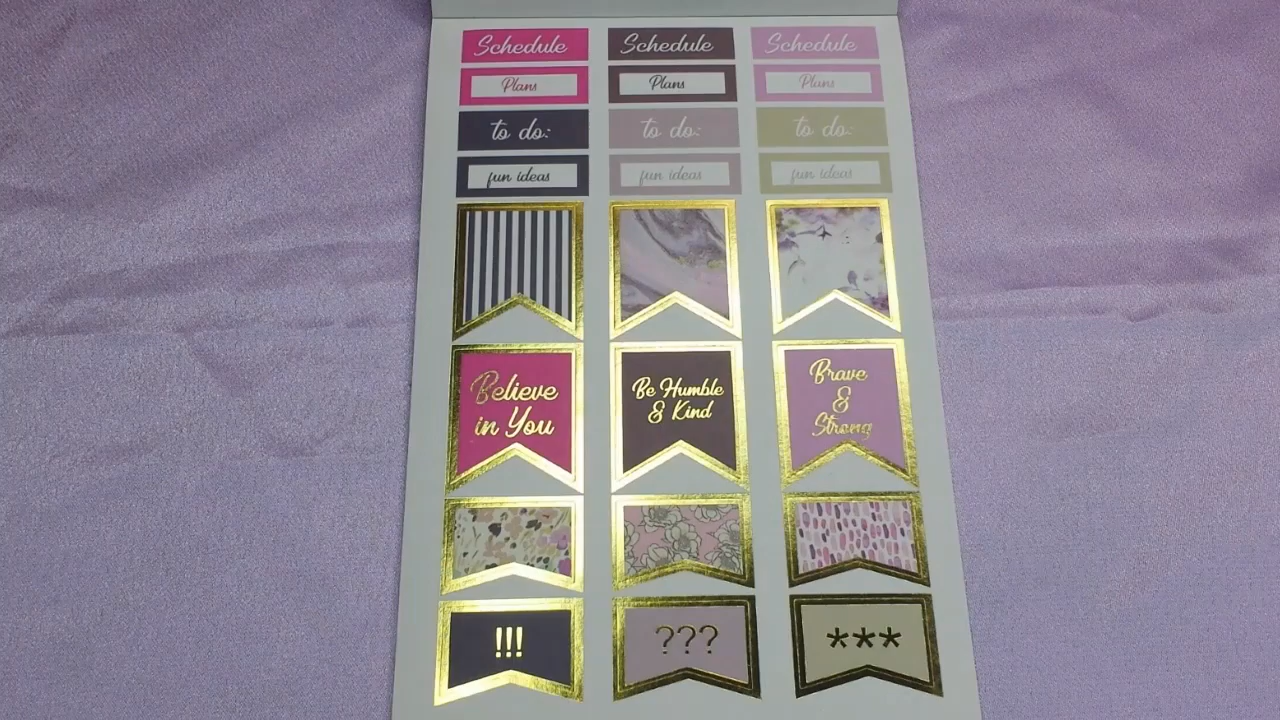 Schedule Schedule Schedule
Plans Plans Plans
to do: to do: to do:
fun ideas fun ideas fun ideas
Believe
in You
Be Humble
& Kind
Brave
&
Strong
!!! ??? ***